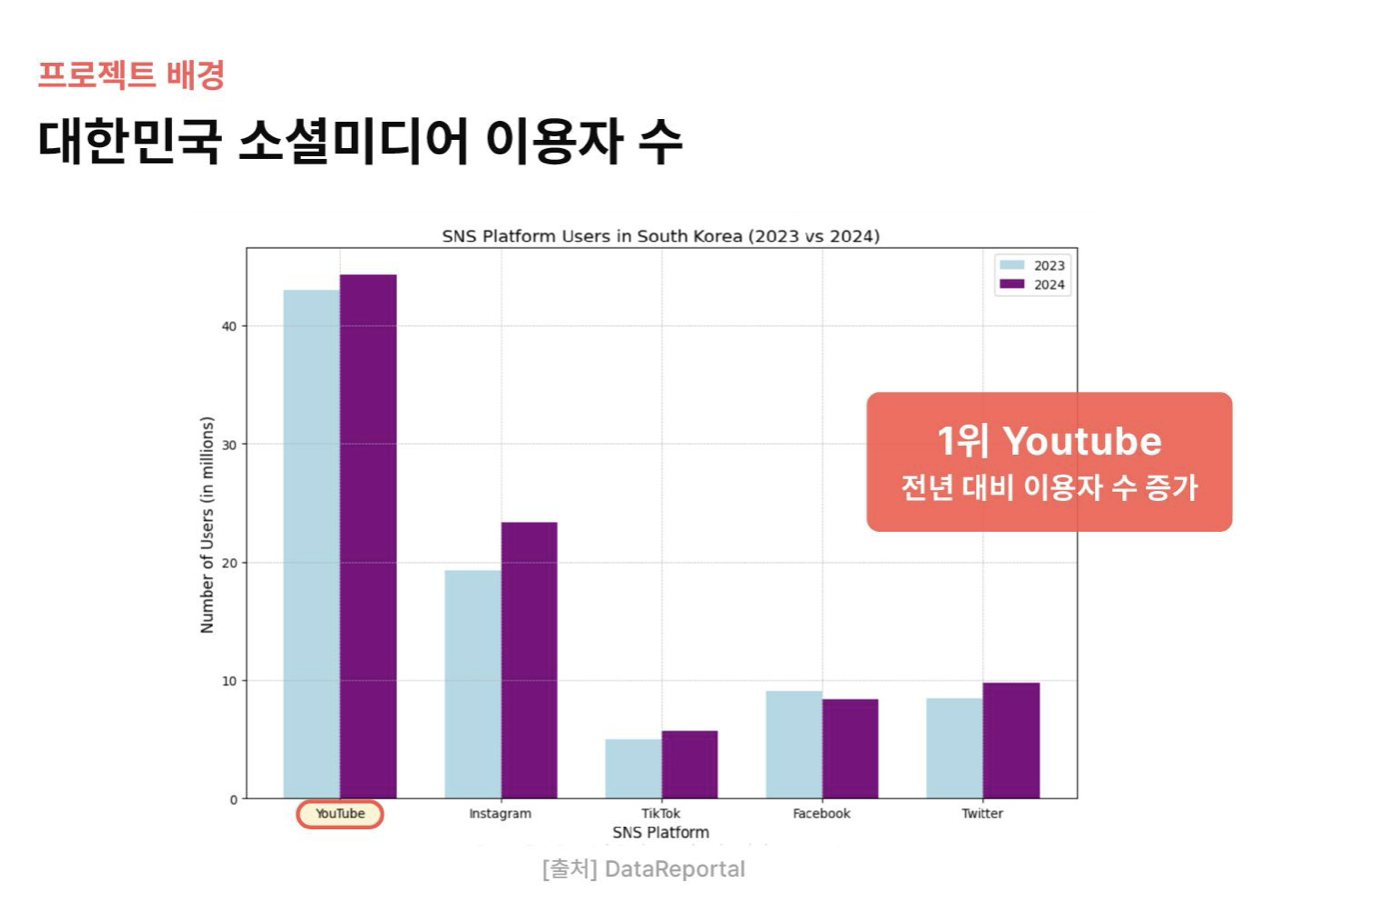 프로젝트 배경
대한민국 소셜미디어 이용자 수
SNS Platform Users in South Korea (2023 vs 2024)
2023
2024
Number of Users (in millions)
40
30
20
10
0
1위 Youtube
전년 대비 이용자 수 증가
YouTube
Instagram
TikTok
Facebook
Twitter
SNS Platform
[출처] DataReportal